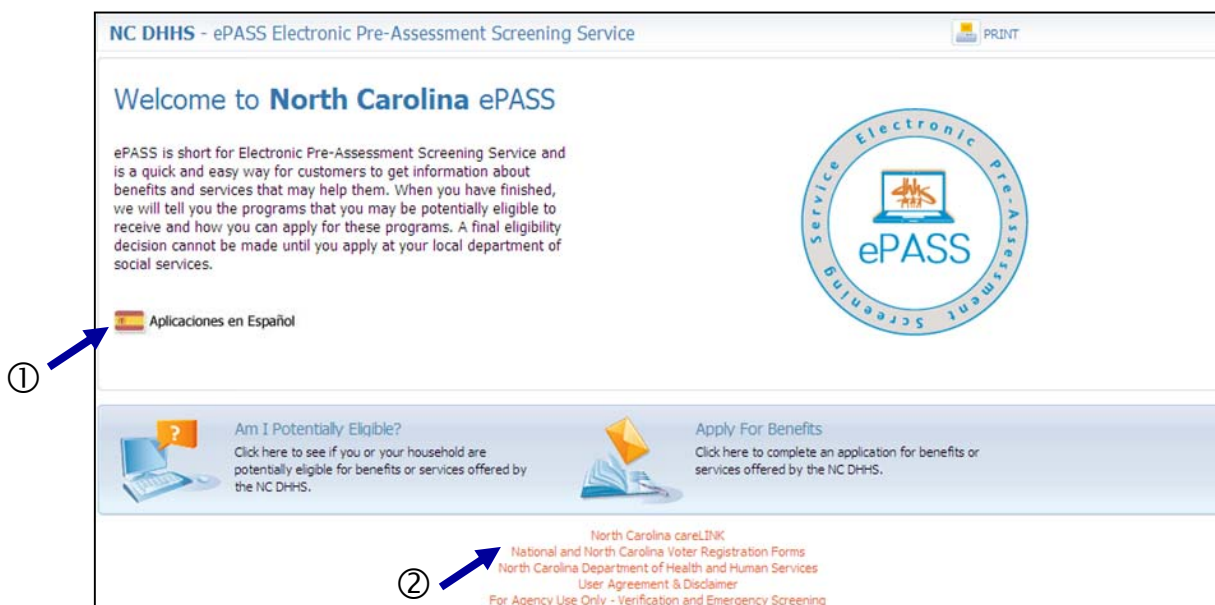 NC DHHS - ePASS Electronic Pre-Assessment Screening Service
PRINT
Welcome to North Carolina ePASS
ePASS is short for Electronic Pre-Assessment Screening Service and
is a quick and easy way for customers to get information about
benefits and services that may help them. When you have finished,
we will tell you the programs that you may be potentially eligible to
receive and how you can apply for these programs. A final eligibility
decision cannot be made until you apply at your local department of
social services.
Electronic Pre-Assessment Screening Service
dhhs
ePASS
Aplicaciones en Español
①
?
Am I Potentially Eligible?
Click here to see if you or your household are
potentially eligible for benefits or services offered by
the NC DHHS.
Apply For Benefits
Click here to complete an application for benefits or
services offered by the NC DHHS.
North Carolina careLINK
National and North Carolina Voter Registration Forms
North Carolina Department of Health and Human Services
②
User Agreement & Disclaimer
For Agency Use Only - Verification and Emergency Screening